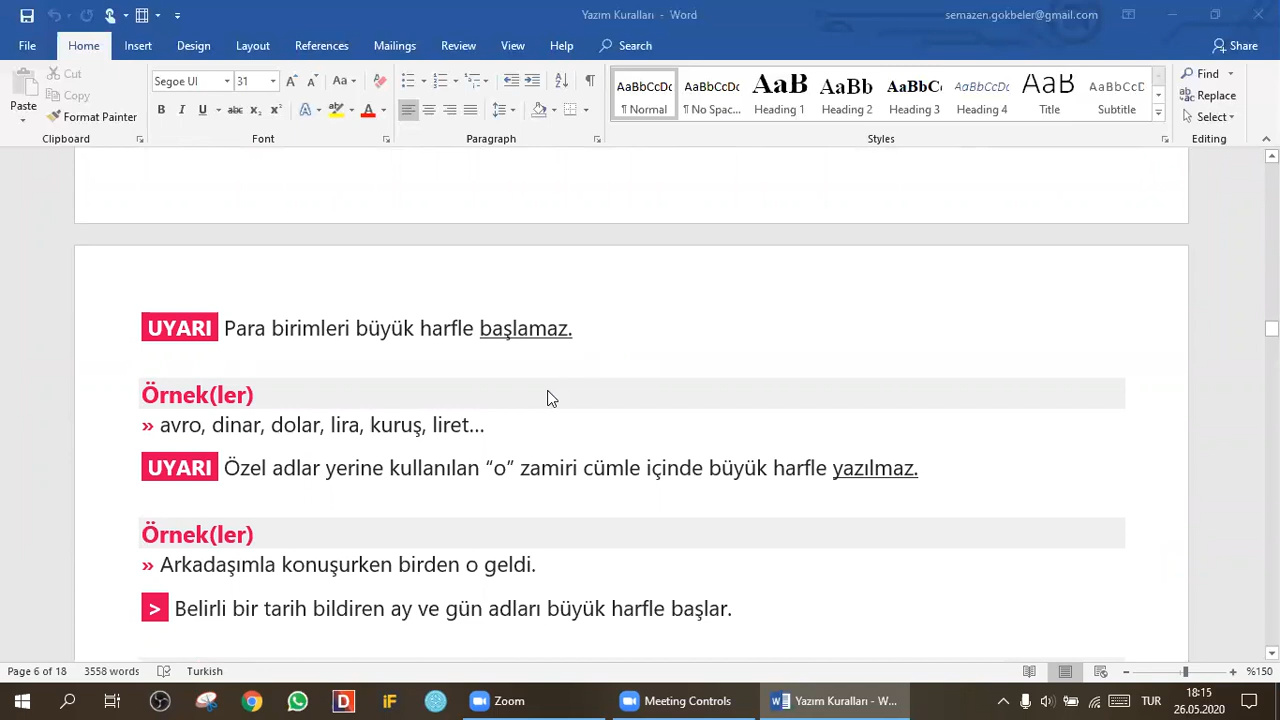 Yazım Kuralları - Word
semazen.gokbeler@gmail.com
File Home Insert Design Layout References Mailings Review View Help Search Share
Paste
Cut
Copy
Format Painter
Clipboard
Segoe UI 31
Font
Paragraph
AaBbCcDc AaBbCcDc AaB AaBb AaBbCc AaBbCcDc AaB AaBbCcD
¶ Normal ¶ No Spac... Heading 1 Heading 2 Heading 3 Heading 4 Title Subtitle
Styles
Find
Replace
Select
Editing
UYARI Para birimleri büyük harfle başlamaz.
Örnek(ler)
» avro, dinar, dolar, lira, kuruş, liret...
UYARI Özel adlar yerine kullanılan “o” zamiri cümle içinde büyük harfle yazılmaz.
Örnek(ler)
» Arkadaşımla konuşurken birden o geldi.
> Belirli bir tarih bildiren ay ve gün adları büyük harfle başlar.
Page 6 of 18 3558 words Turkish %150
Zoom Meeting Controls Yazım Kuralları - Wo... TUR 18:15
26.05.2020